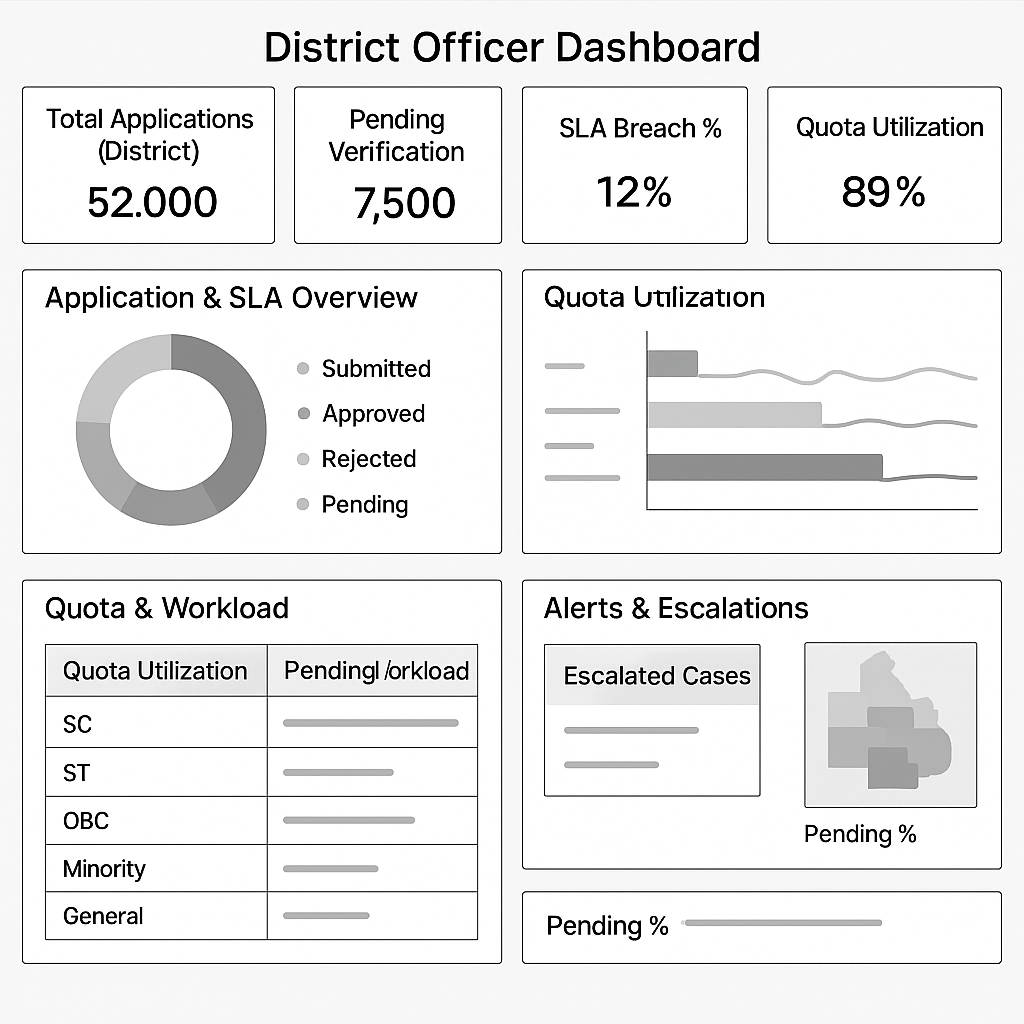 District Officer Dashboard
Total Applications
(District)
52.000
Pending
Verification
7,500
SLA Breach %
12%
Quota Utilization
89%
Application & SLA Overview
Submitted
Approved
Rejected
Pending
Quota Utilization
Quota & Workload
Quota Utilization
Pendingl /orkload
SC
ST
OBC
Minority
General
Alerts & Escalations
Escalated Cases
Pending %
Pending %